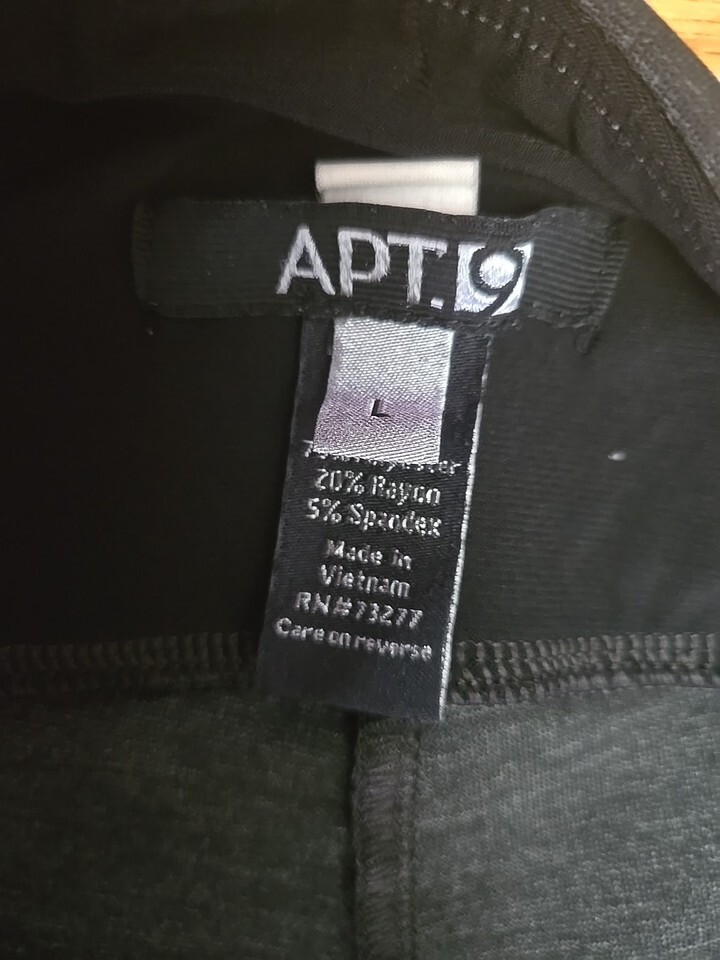 APT.9
L
20% Rayon
5% Spandex
Made in
Vietnam
RN#73277
Care on reverse